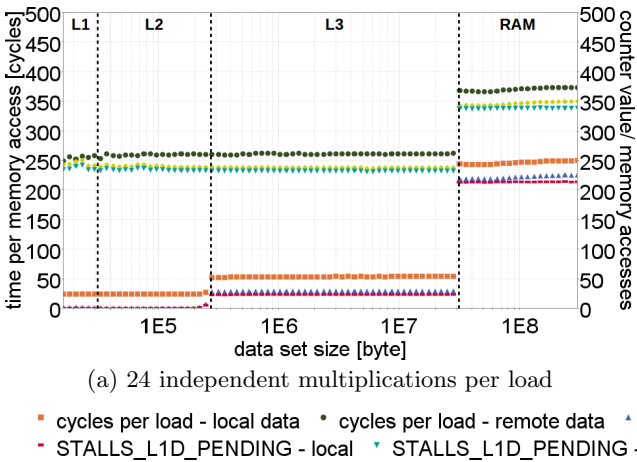 L1 L2 L3 RAM
time per memory access [cycles]
500 450 400 350 300 250 200 150 100 50 0
500 450 400 350 300 250 200 150 100 50 0
counter value/ memory accesses
1E5 1E6 1E7 1E8
data set size [byte]
(a) 24 independent multiplications per load
cycles per load - local data cycles per load - remote data
STALLS_L1D_PENDING - local STALLS_L1D_PENDING -